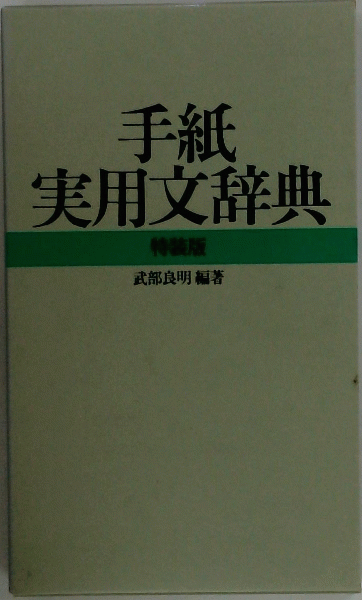 手紙
実用文辞典
特装版
武部良明 編著